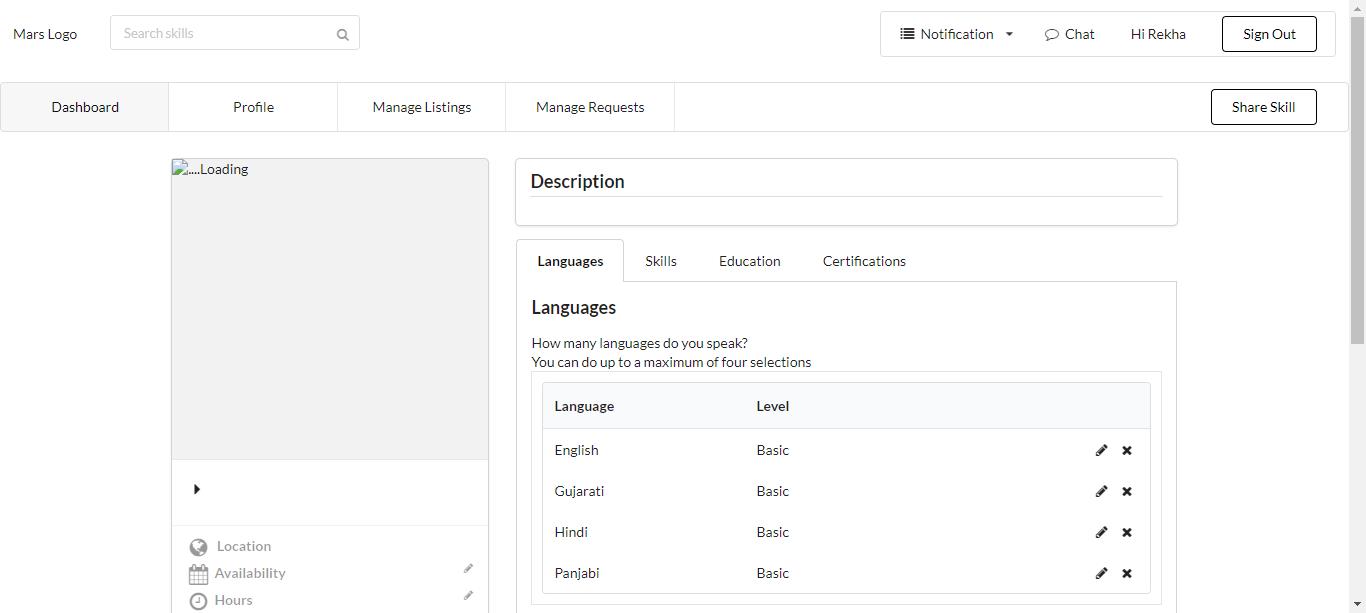 Mars Logo
Search skills
Notification
Chat
Hi Rekha
Sign Out
Dashboard
Profile
Manage Listings
Manage Requests
Share Skill
....Loading
Description
Languages
Skills
Education
Certifications
Languages
How many languages do you speak?
You can do up to a maximum of four selections
Language Level
English Basic
Gujarati Basic
Hindi Basic
Panjabi Basic
Location
Availability
Hours